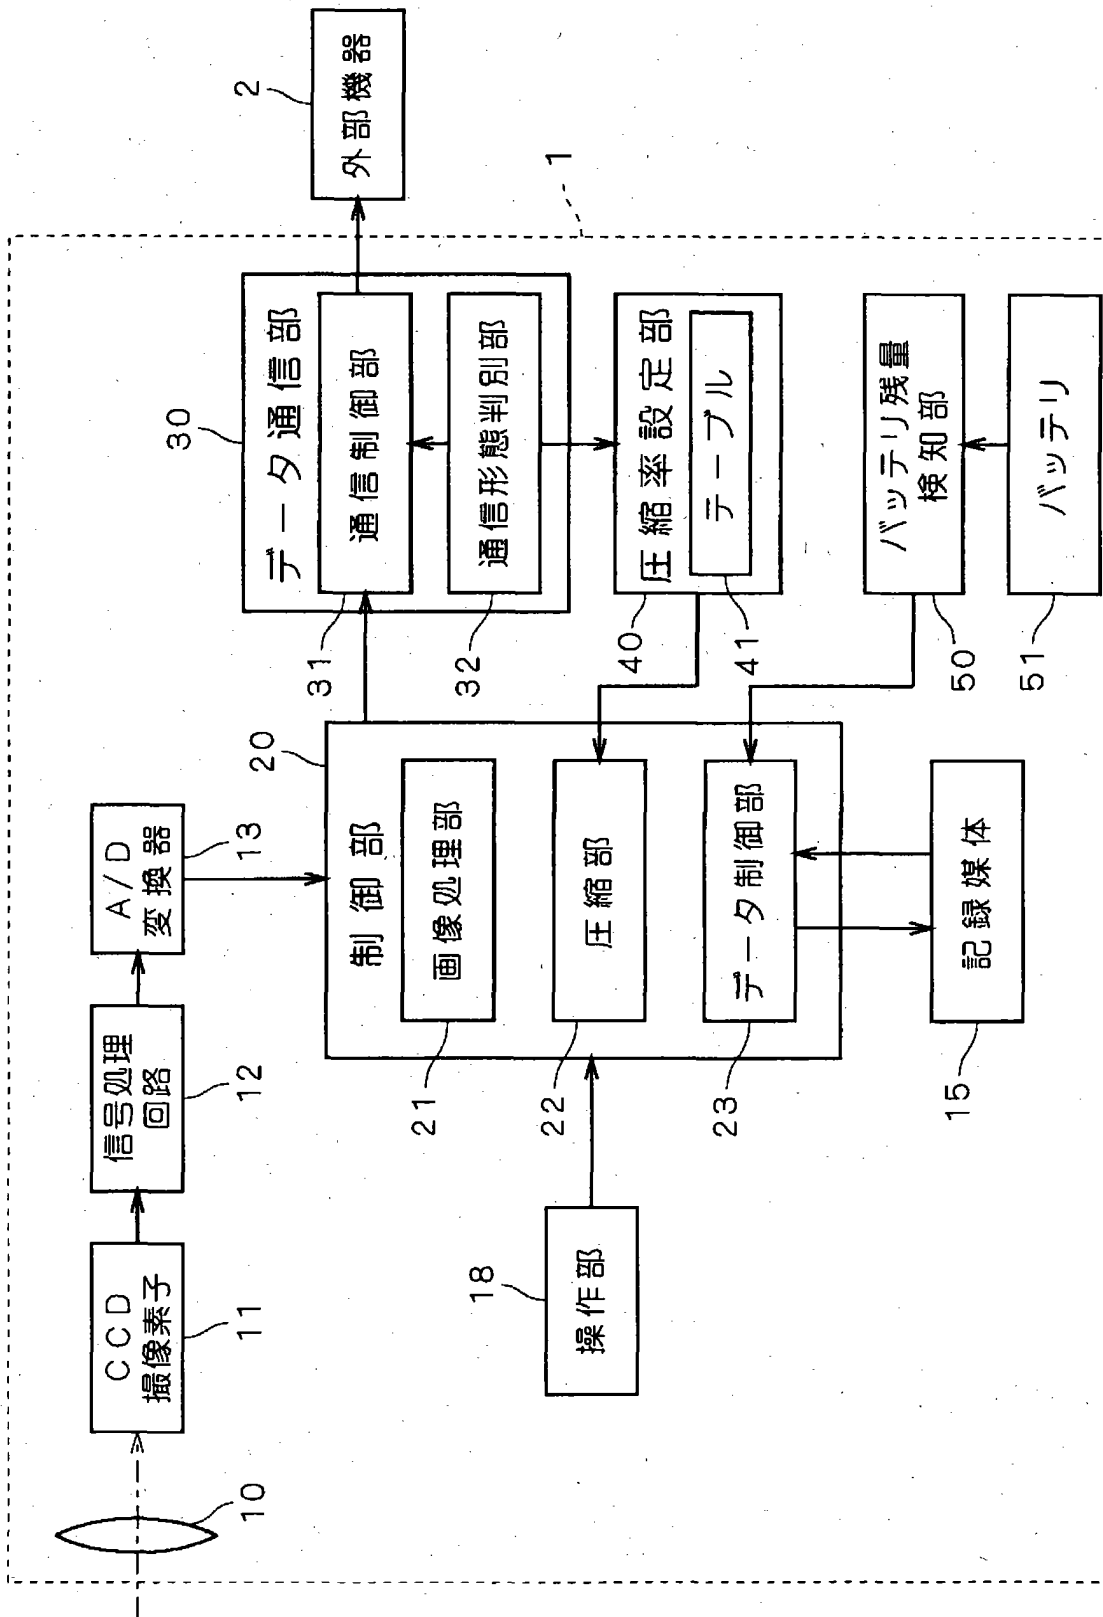 10
CCD
撮像素子
11
信号処理
回路
12
A/D
変換器
13
操作部
18
制御部
20
画像処理部
21
圧縮部
22
データ制御部
23
記録媒体
15
データ通信部
30
通信制御部
31
通信形態判別部
32
圧縮率設定部
40
テーブル
41
バッテリ残量
検知部
50
バッテリ
51
1
外部機器
2